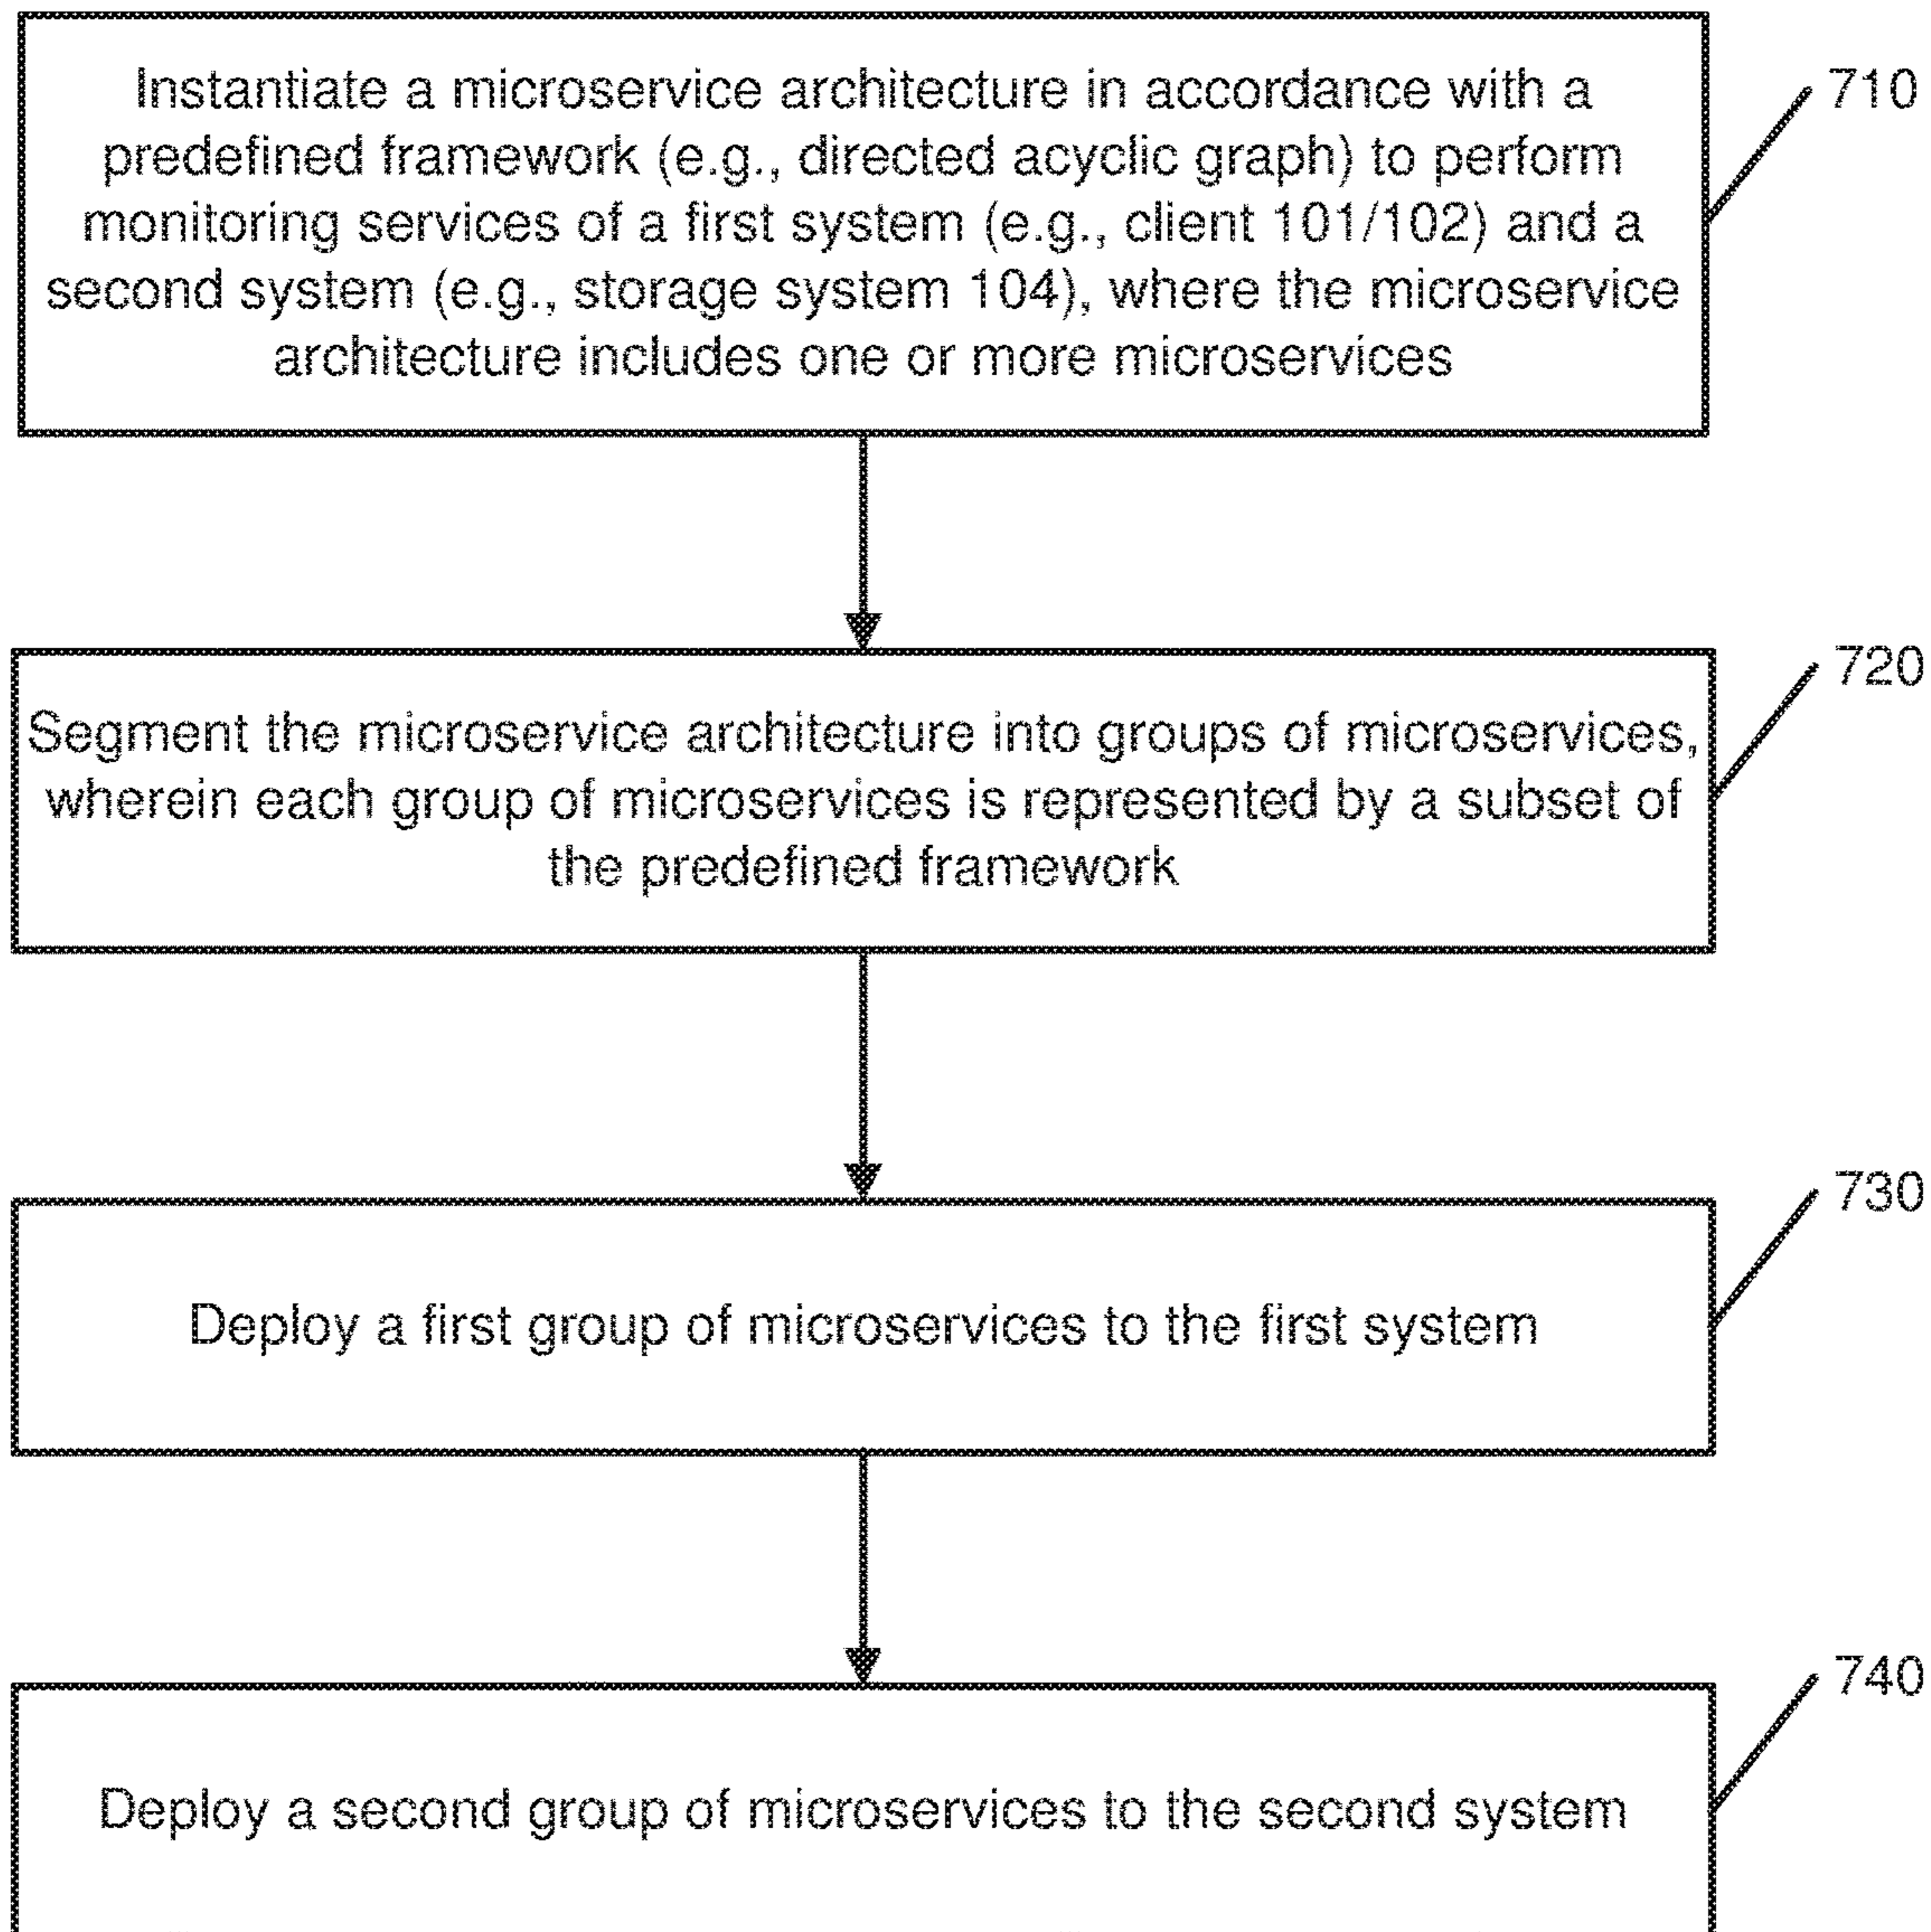 Instantiate a microservice architecture in accordance with a
predefined framework (e.g., directed acyclic graph) to perform
monitoring services of a first system (e.g., client 101/102) and a
second system (e.g., storage system 104), where the microservice
architecture includes one or more microservices
710
Segment the microservice architecture into groups of microservices,
wherein each group of microservices is represented by a subset of
the predefined framework
720
Deploy a first group of microservices to the first system
730
Deploy a second group of microservices to the second system
740